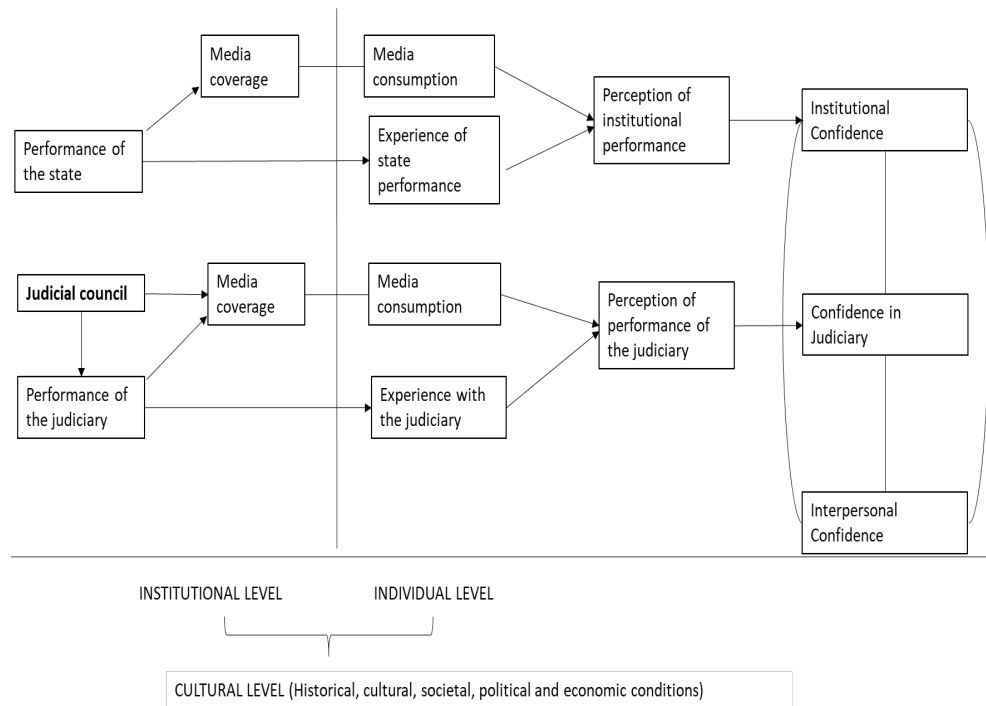 Media
coverage
Media
consumption
Perception of
institutional
performance
Institutional
Confidence
Performance of
the state
Experience of
state
performance
Judicial council
Media
coverage
Media
consumption
Perception of
performance of
the judiciary
Confidence in
Judiciary
Performance of
the judiciary
Experience with
the judiciary
Interpersonal
Confidence
INSTITUTIONAL LEVEL
INDIVIDUAL LEVEL
CULTURAL LEVEL (Historical, cultural, societal, political and economic conditions)